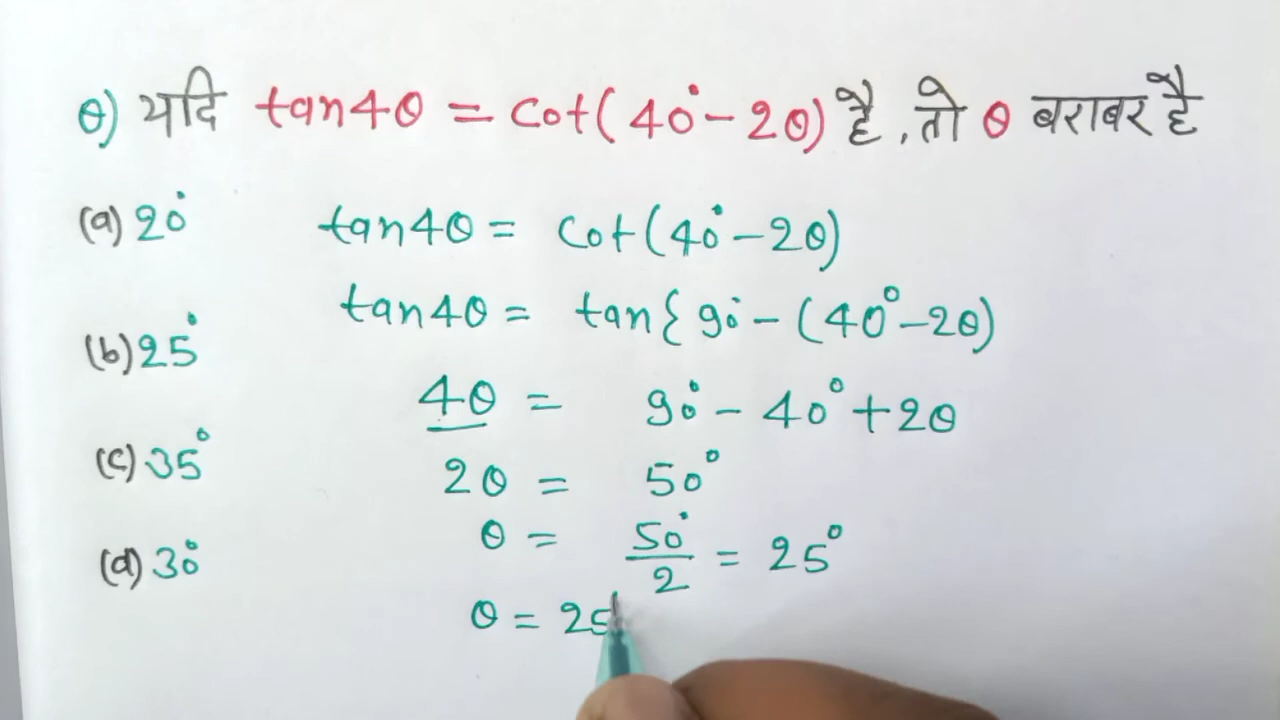 θ) यदि tan4θ = cot(40°-2θ) है, तो θ बराबर है
(a) 20°
tan4θ = cot(40°-2θ)
tan4θ = tan{90°-(40°-2θ)
(b) 25°
4θ = 90°-40°+2θ
(c) 35°
2θ = 50°
θ = 50°/2 = 25°
(d) 30°
θ = 25